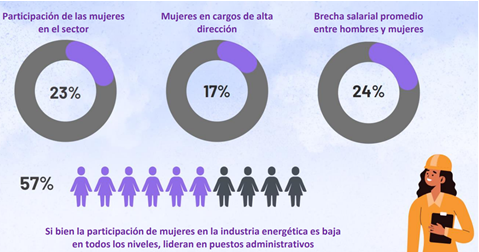 Participación de las mujeres
en el sector
Mujeres en cargos de alta
dirección
Brecha salarial promedio
entre hombres y mujeres
23%
17%
24%
57%
Si bien la participación de mujeres en la industria energética es baja
en todos los niveles, lideran en puestos administrativos